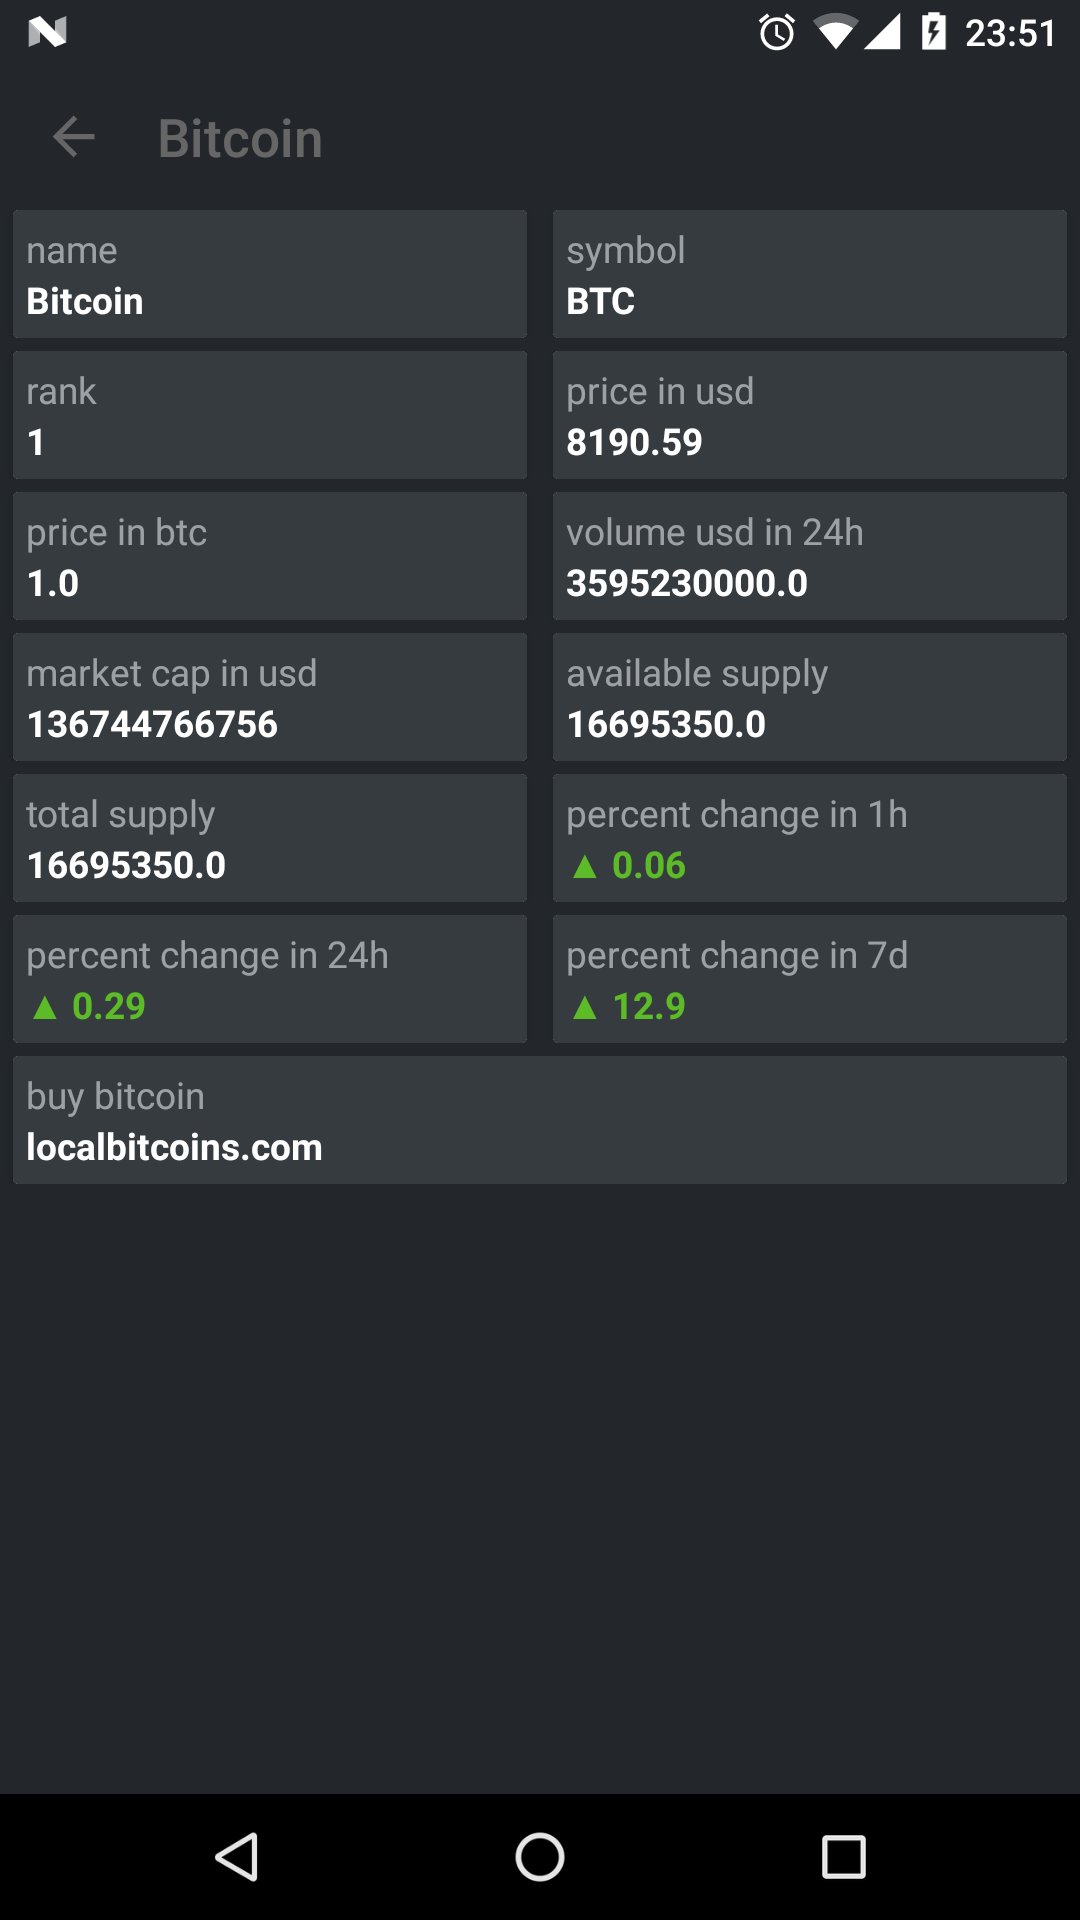 23:51
Bitcoin
name
Bitcoin
symbol
BTC
rank
1
price in usd
8190.59
price in btc
1.0
volume usd in 24h
3595230000.0
market cap in usd
136744766756
available supply
16695350.0
total supply
16695350.0
percent change in 1h
▲ 0.06
percent change in 24h
▲ 0.29
percent change in 7d
▲ 12.9
buy bitcoin
localbitcoins.com